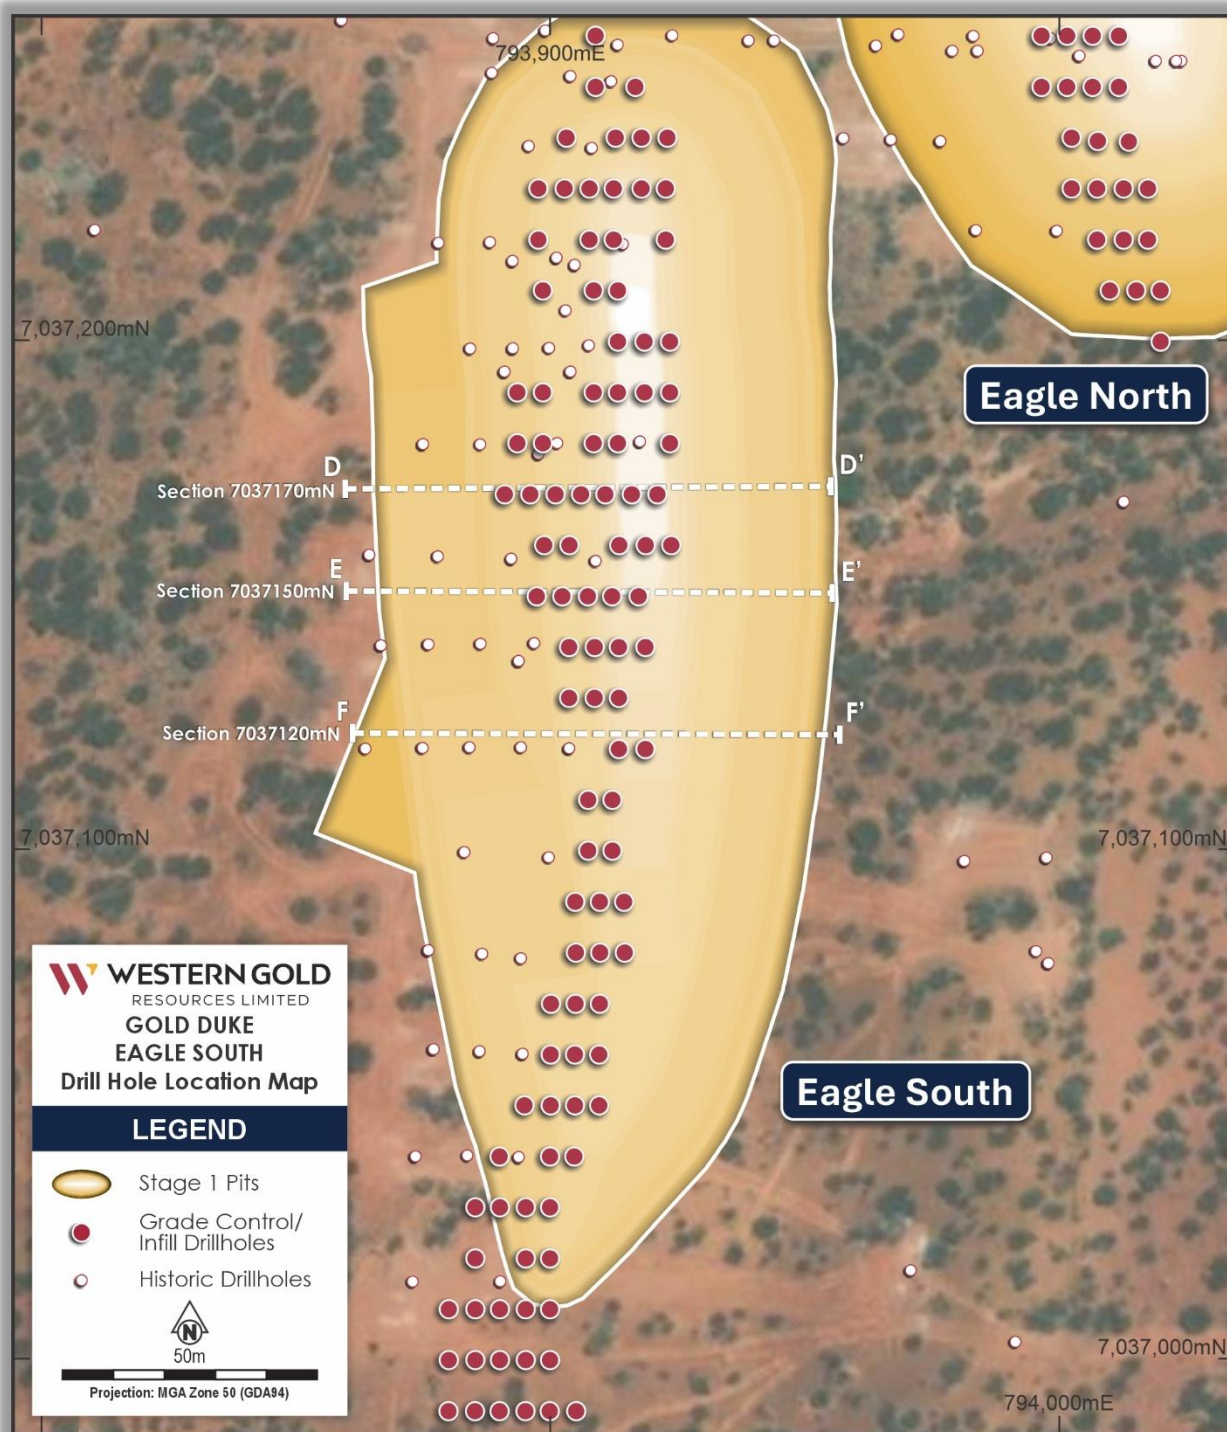 793,900mE
7,037,200mN
Eagle North
D
D'
Section 7037170mN
E
E'
Section 7037150mN
F
F'
Section 7037120mN
7,037,100mN
7,037,100mN
WESTERN GOLD
RESOURCES LIMITED
GOLD DUKE
EAGLE SOUTH
Drill Hole Location Map
LEGEND
Stage 1 Pits
Grade Control/
Infill Drillholes
Historic Drillholes
N
50m
Projection: MGA Zone 50 (GDA94)
Eagle South
7,037,000mN
794,000mE